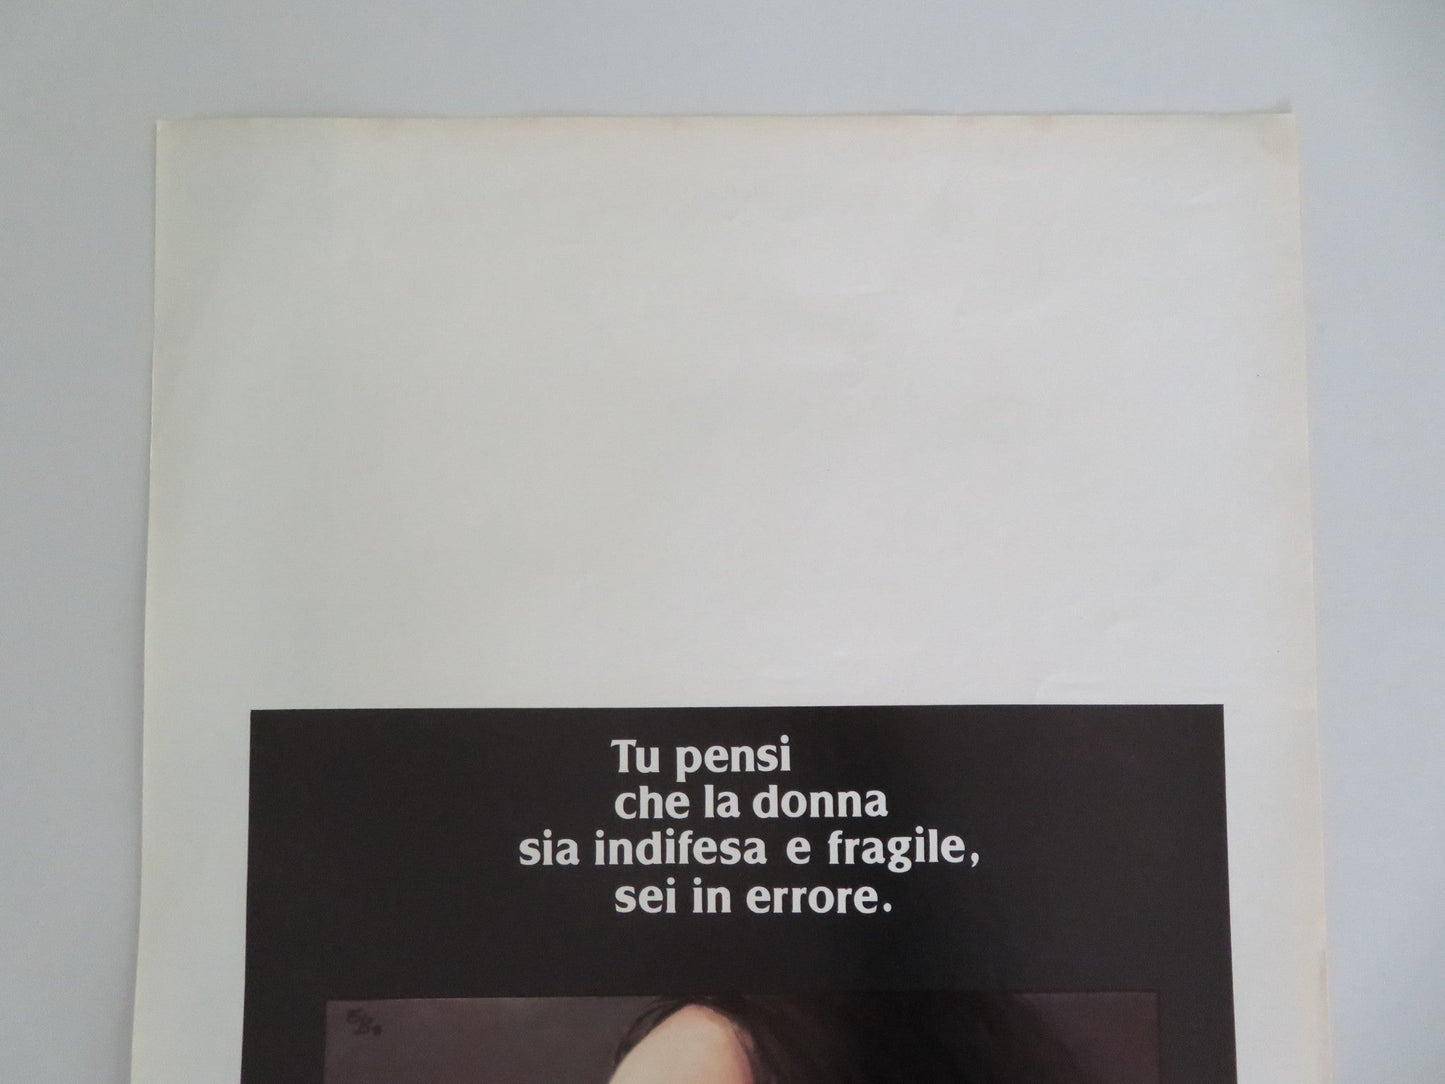 Tu pensi
che la donna
sia indifesa e fragile,
sei in errore.